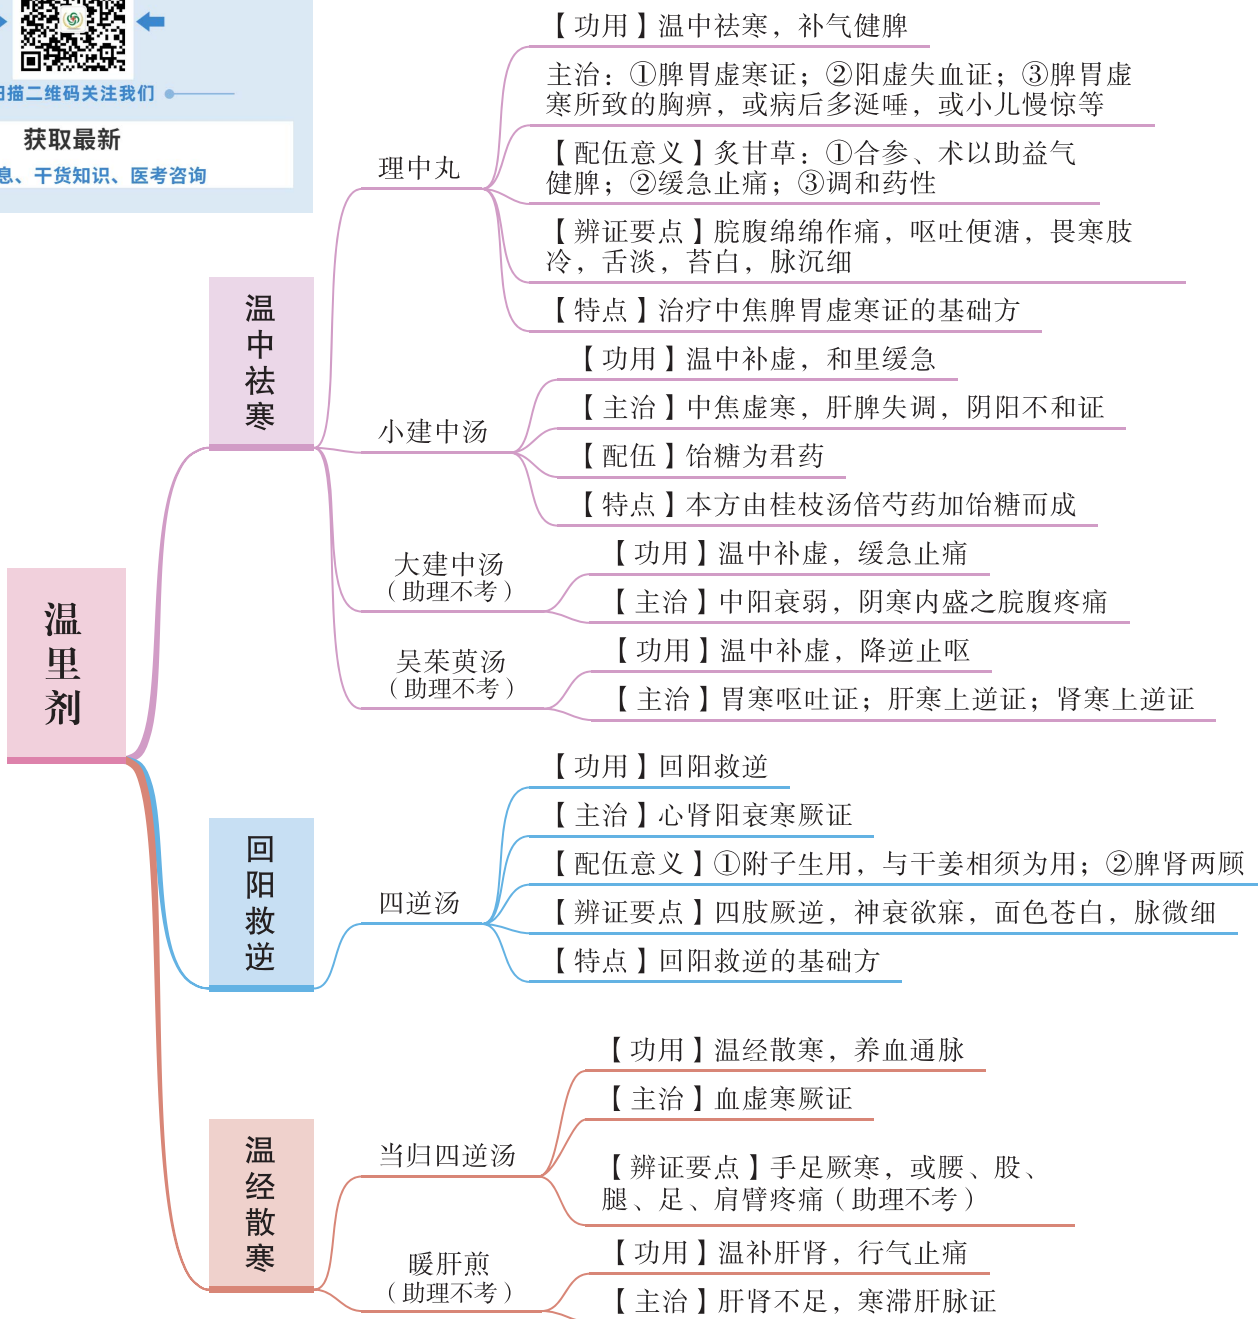 扫描二维码关注我们
获取最新
息、干货知识、医考咨询
温里剂
温中祛寒
理中丸
【功用】温中祛寒，补气健脾
主治：①脾胃虚寒证；②阳虚失血证；③脾胃虚
寒所致的胸痹，或病后多涎唾，或小儿慢惊等
【配伍意义】炙甘草：①合参、术以助益气
健脾；②缓急止痛；③调和药性
【辨证要点】脘腹绵绵作痛，呕吐便溏，畏寒肢
冷，舌淡，苔白，脉沉细
【特点】治疗中焦脾胃虚寒证的基础方
小建中汤
【功用】温中补虚，和里缓急
【主治】中焦虚寒，肝脾失调，阴阳不和证
【配伍】饴糖为君药
【特点】本方由桂枝汤倍芍药加饴糖而成
大建中汤
（助理不考）
【功用】温中补虚，缓急止痛
【主治】中阳衰弱，阴寒内盛之脘腹疼痛
吴茱萸汤
（助理不考）
【功用】温中补虚，降逆止呕
【主治】胃寒呕吐证；肝寒上逆证；肾寒上逆证
回阳救逆
四逆汤
【功用】回阳救逆
【主治】心肾阳衰寒厥证
【配伍意义】①附子生用，与干姜相须为用；②脾肾两顾
【辨证要点】四肢厥逆，神衰欲寐，面色苍白，脉微细
【特点】回阳救逆的基础方
温经散寒
当归四逆汤
【功用】温经散寒，养血通脉
【主治】血虚寒厥证
【辨证要点】手足厥寒，或腰、股、
腿、足、肩臂疼痛（助理不考）
暖肝煎
（助理不考）
【功用】温补肝肾，行气止痛
【主治】肝肾不足，寒滞肝脉证